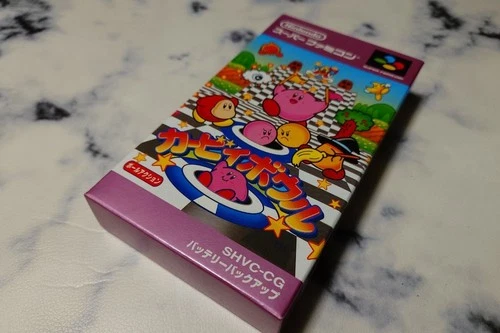 Nintendo
スーパーファミコン
カービィボウル
ボールアクション
SHVC-CG
バッテリーバックアップ